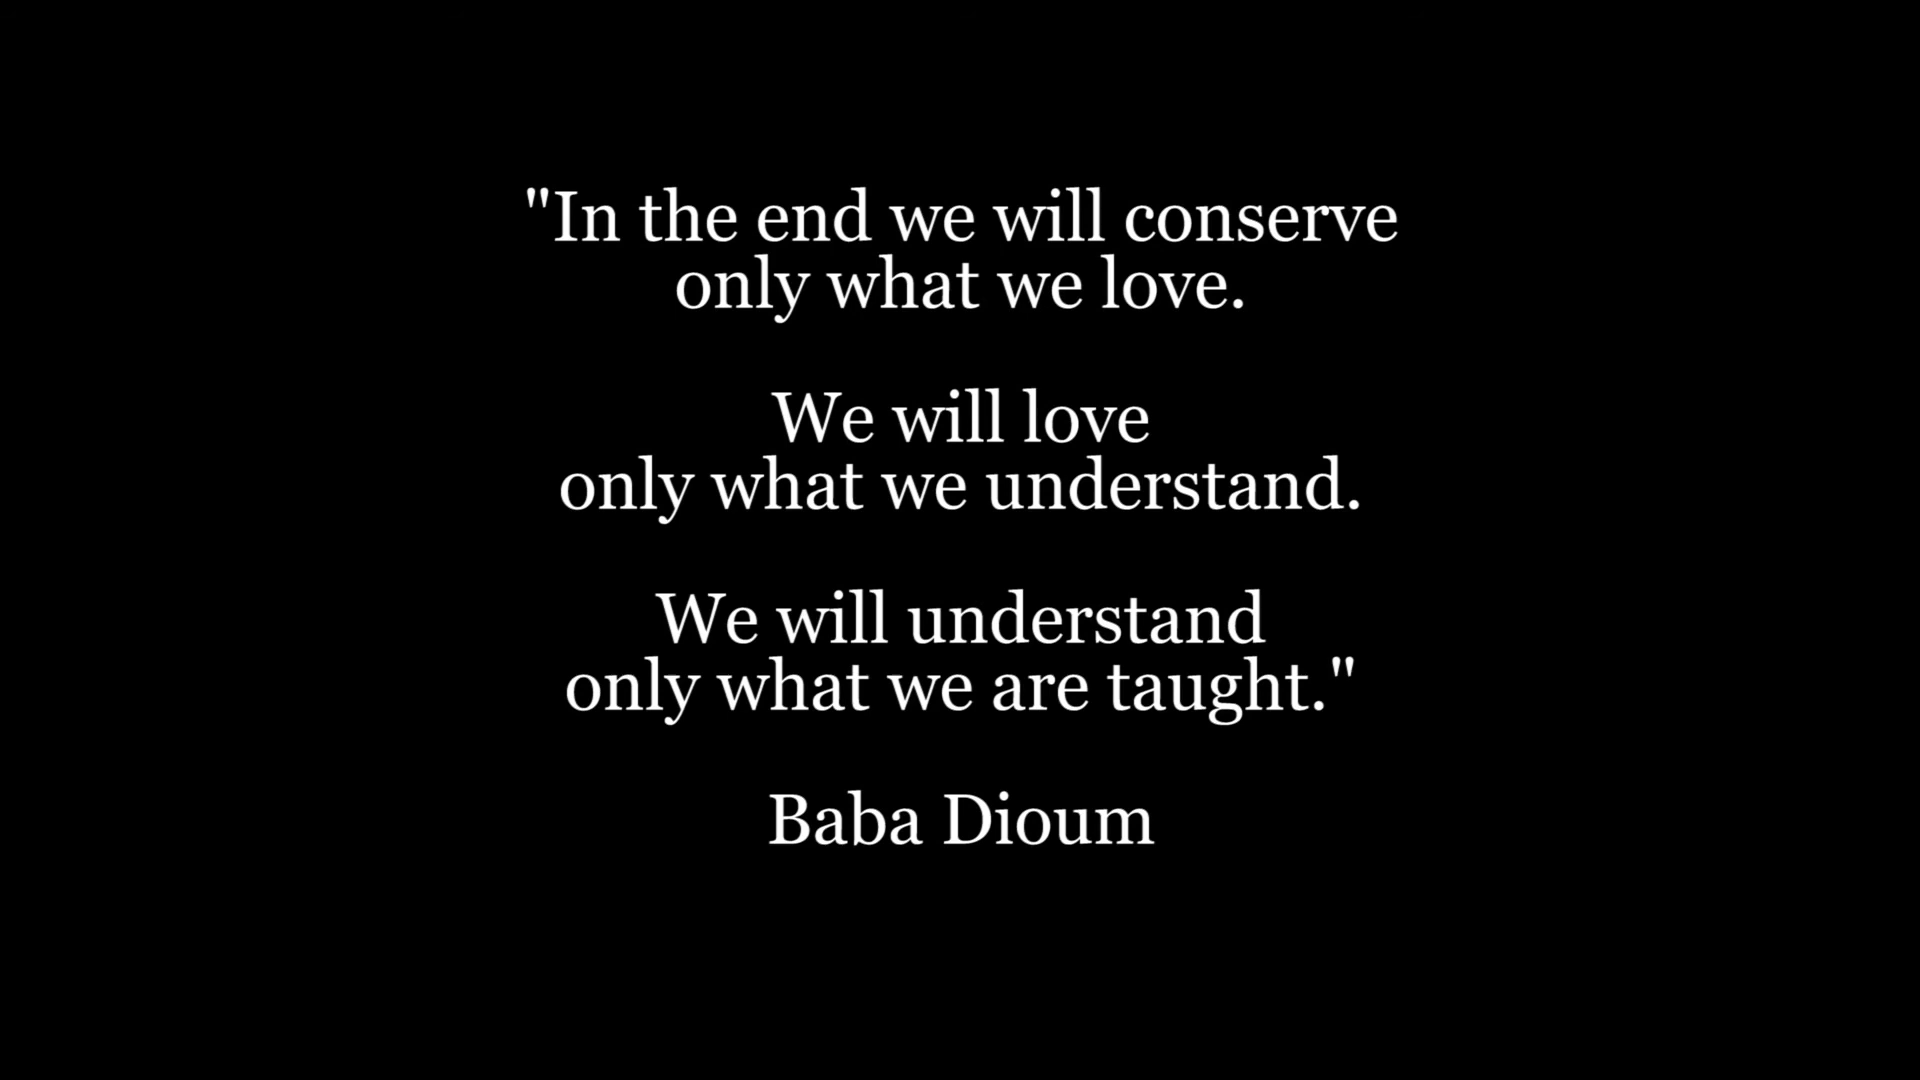 "In the end we will conserve
only what we love.
We will love
only what we understand.
We will understand
only what we are taught."
Baba Dioum